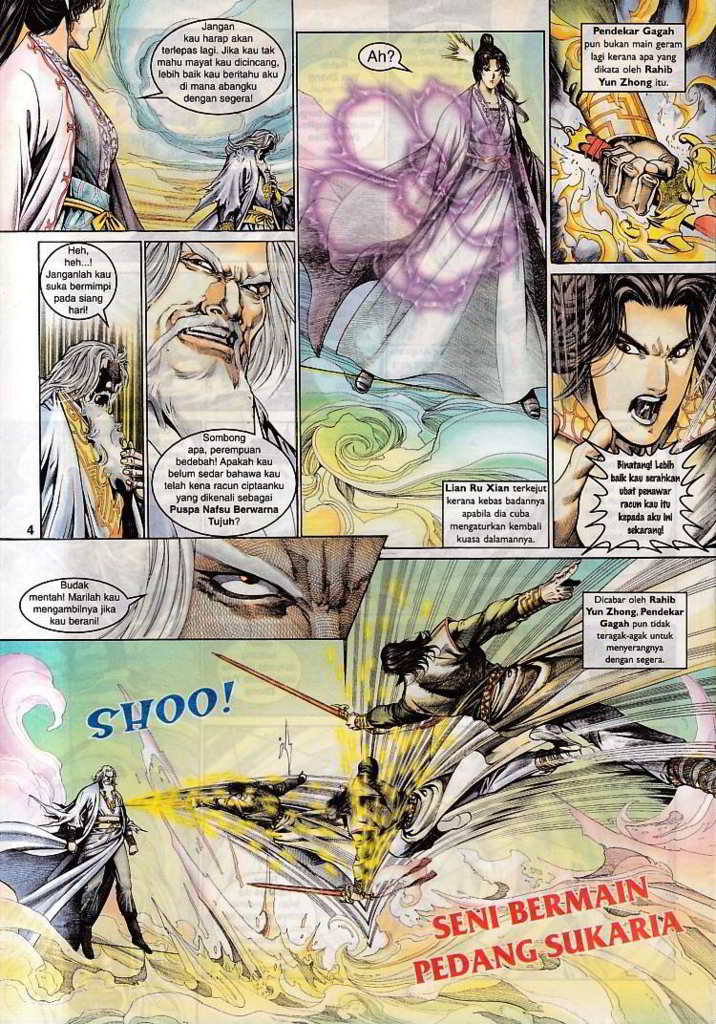 Jangan
kau harap akan
terlepas lagi. Jika kau tak
mahu mayat kau dicincang,
lebih baik kau beritahu aku
di mana abangku
dengan segera!
Heh,
heh...!
Janganlah kau
suka bermimpi
pada siang
hari!
Sombong
apa, perempuan
bedebah! Apakah kau
belum sedar bahawa kau
telah kena racun ciptaanku
yang dikenali sebagai
Puspa Nafsu Berwarna
Tujuh?
Ah?
Lian Ru Xian terkejut
kerana kebas badannya
apabila dia cuba
mengaturkan kembali
kuasa dalamannya.
Pendekar Gagah
pun bukan main geram
lagi kerana apa yang
dikata oleh Rahib
Yun Zhong itu.
Binatang! Lebih
baik kau serahkan
ubat penawar
racun kau itu
kepada aku ini
sekarang!
4
Budak
mentah! Marilah kau
mengambilnya jika
kau berani!
Dicabar oleh Rahib
Yun Zhong, Pendekar
Gagah pun tidak
teragak-agak untuk
menyerangnya
dengan segera.
SHOO!
SENI BERMAIN
PEDANG SUKARIA